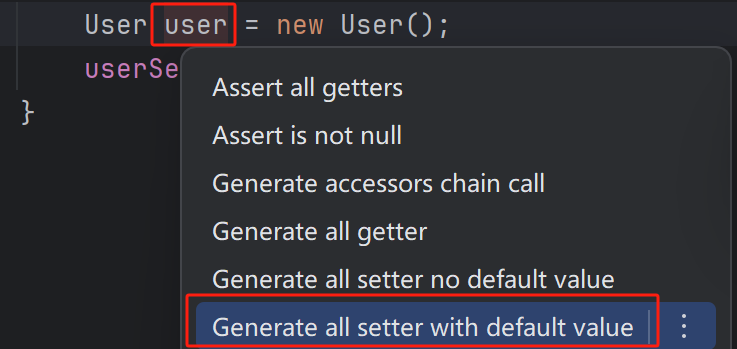 User user = new User();
userSe
}
Assert all getters
Assert is not null
Generate accessors chain call
Generate all getter
Generate all setter no default value
Generate all setter with default value